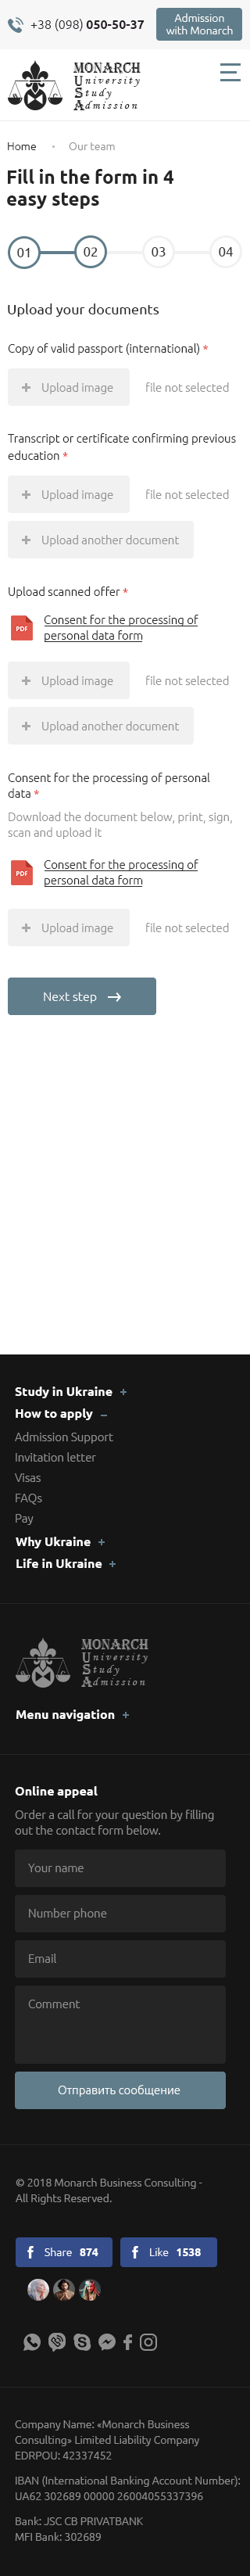 +38 (098) 050-50-37
Admission
with Monarch
MONARCH
University
Study
Admission
Home • Our team
Fill in the form in 4
easy steps
01 02 03 04
Upload your documents
Copy of valid passport (international) *
+ Upload image file not selected
Transcript or certificate confirming previous
education *
+ Upload image file not selected
+ Upload another document
Upload scanned offer *
PDF
Consent for the processing of
personal data form
+ Upload image file not selected
+ Upload another document
Consent for the processing of personal
data *
Download the document below, print, sign,
scan and upload it
PDF
Consent for the processing of
personal data form
+ Upload image file not selected
Next step →
Study in Ukraine +
How to apply –
Admission Support
Invitation letter
Visas
FAQs
Pay
Why Ukraine +
Life in Ukraine +
MONARCH
University
Study
Admission
Menu navigation +
Online appeal
Order a call for your question by filling
out the contact form below.
Your name
Number phone
Email
Comment
Отправить сообщение
© 2018 Monarch Business Consulting -
All Rights Reserved.
Share 874
Like 1538
Company Name: «Monarch Business
Consulting» Limited Liability Company
EDRPOU: 42337452
IBAN (International Banking Account Number):
UA62 302689 00000 26004055337396
Bank: JSC CB PRIVATBANK
MFI Bank: 302689